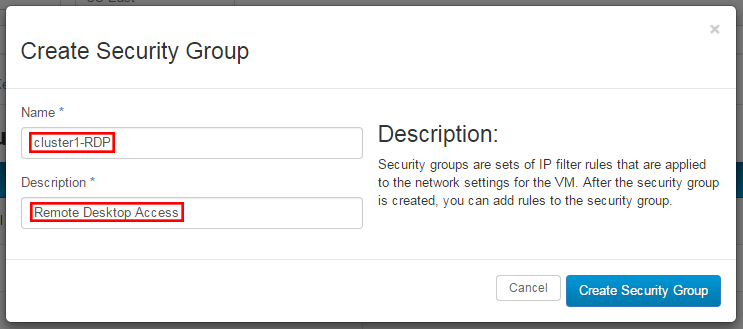 US East
×
Create Security Group
Name *
cluster1-RDP
Description *
Remote Desktop Access
Description:
Security groups are sets of IP filter rules that are applied
to the network settings for the VM. After the security group
is created, you can add rules to the security group.
Cancel
Create Security Group